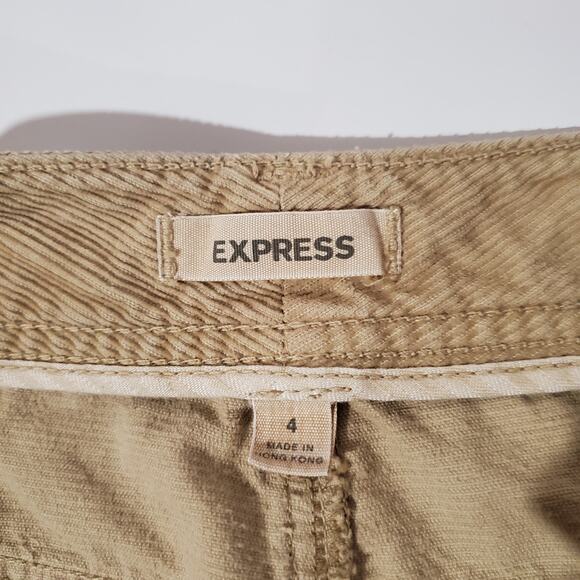 EXPRESS
4
MADE IN
HONG KONG